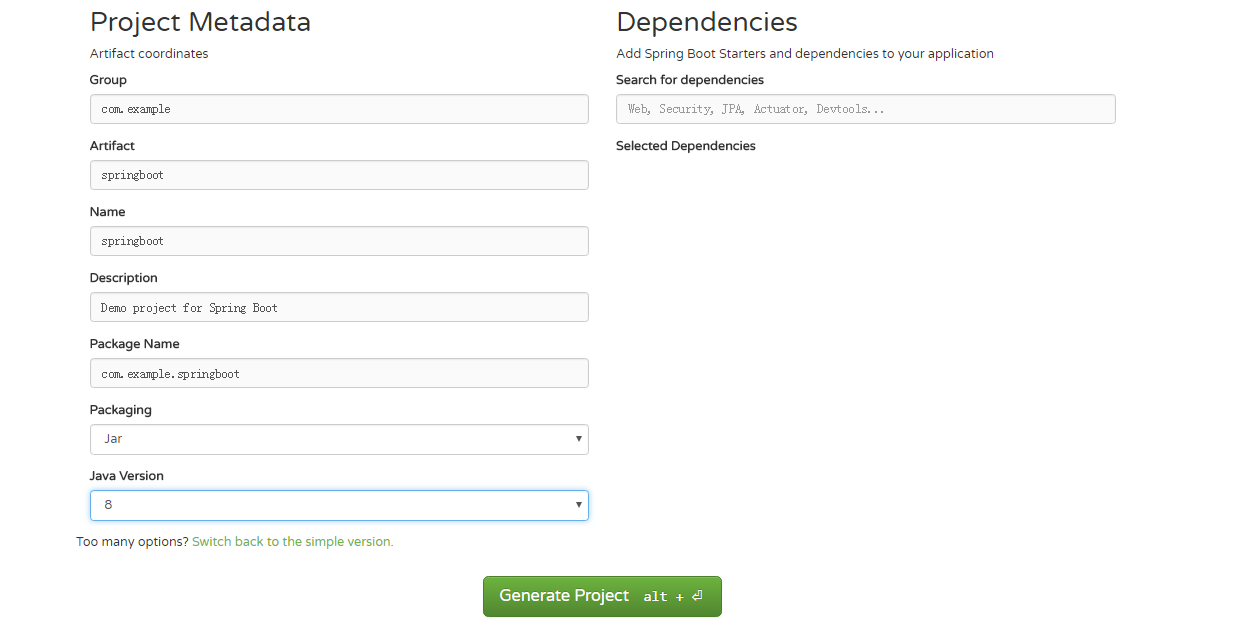 Project Metadata
Artifact coordinates
Group
com.example
Artifact
springboot
Name
springboot
Description
Demo project for Spring Boot
Package Name
com.example.springboot
Packaging
Jar
Java Version
8
Too many options? Switch back to the simple version.
Dependencies
Add Spring Boot Starters and dependencies to your application
Search for dependencies
Web, Security, JPA, Actuator, Devtools...
Selected Dependencies
Generate Project alt + ⏎